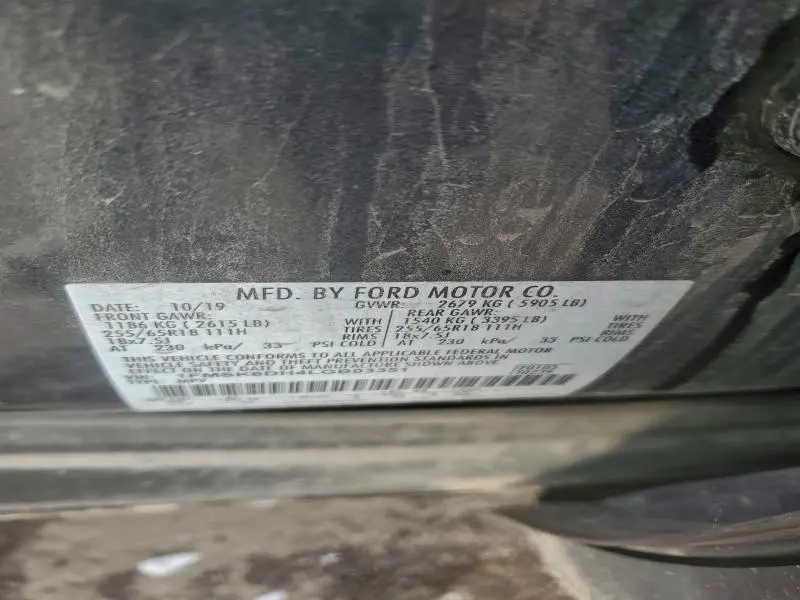 MFD. BY FORD MOTOR CO.
DATE: 10/19 GVWR: 2679 KG ( 5905 LB)
FRONT GAWR: REAR GAWR:
1186 KG ( 2615 LB) WITH 1540 KG ( 3395 LB) WITH
255/65R18 111H TIRES 255/65R18 111H TIRES
18x7.5J RIMS 18x7.5J RIMS
AT 230 kPa/ 33 PSI COLD AT 230 kPa/ 33 PSI COLD
THIS VEHICLE CONFORMS TO ALL APPLICABLE FEDERAL MOTOR
VEHICLE SAFETY AND THEFT PREVENTION STANDARDS IN
EFFECT ON THE DATE OF MANUFACTURE SHOWN ABOVE
VIN:
TYPE: MPV